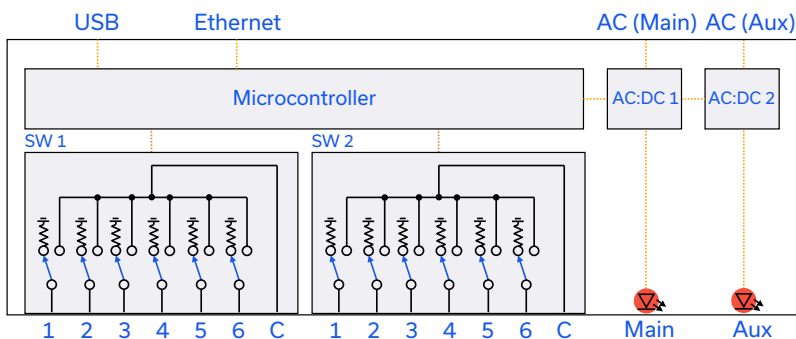 USB Ethernet AC (Main) AC (Aux)
Microcontroller AC:DC 1 AC:DC 2
SW 1 SW 2
1 2 3 4 5 6 C 1 2 3 4 5 6 C Main Aux